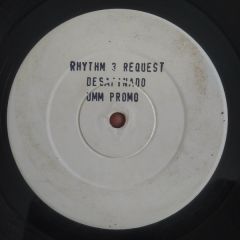 RHYTHM 3 REQUEST
DESAFINADO
UMM PROMO